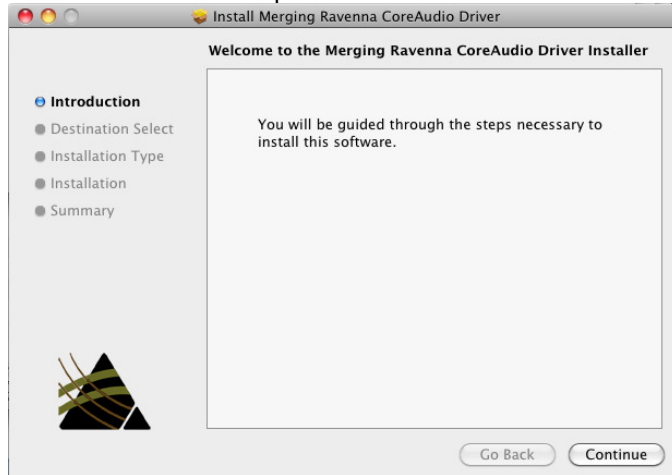 Install Merging Ravenna CoreAudio Driver
Welcome to the Merging Ravenna CoreAudio Driver Installer
Introduction
Destination Select
Installation Type
Installation
Summary
You will be guided through the steps necessary to
install this software.
Go Back
Continue